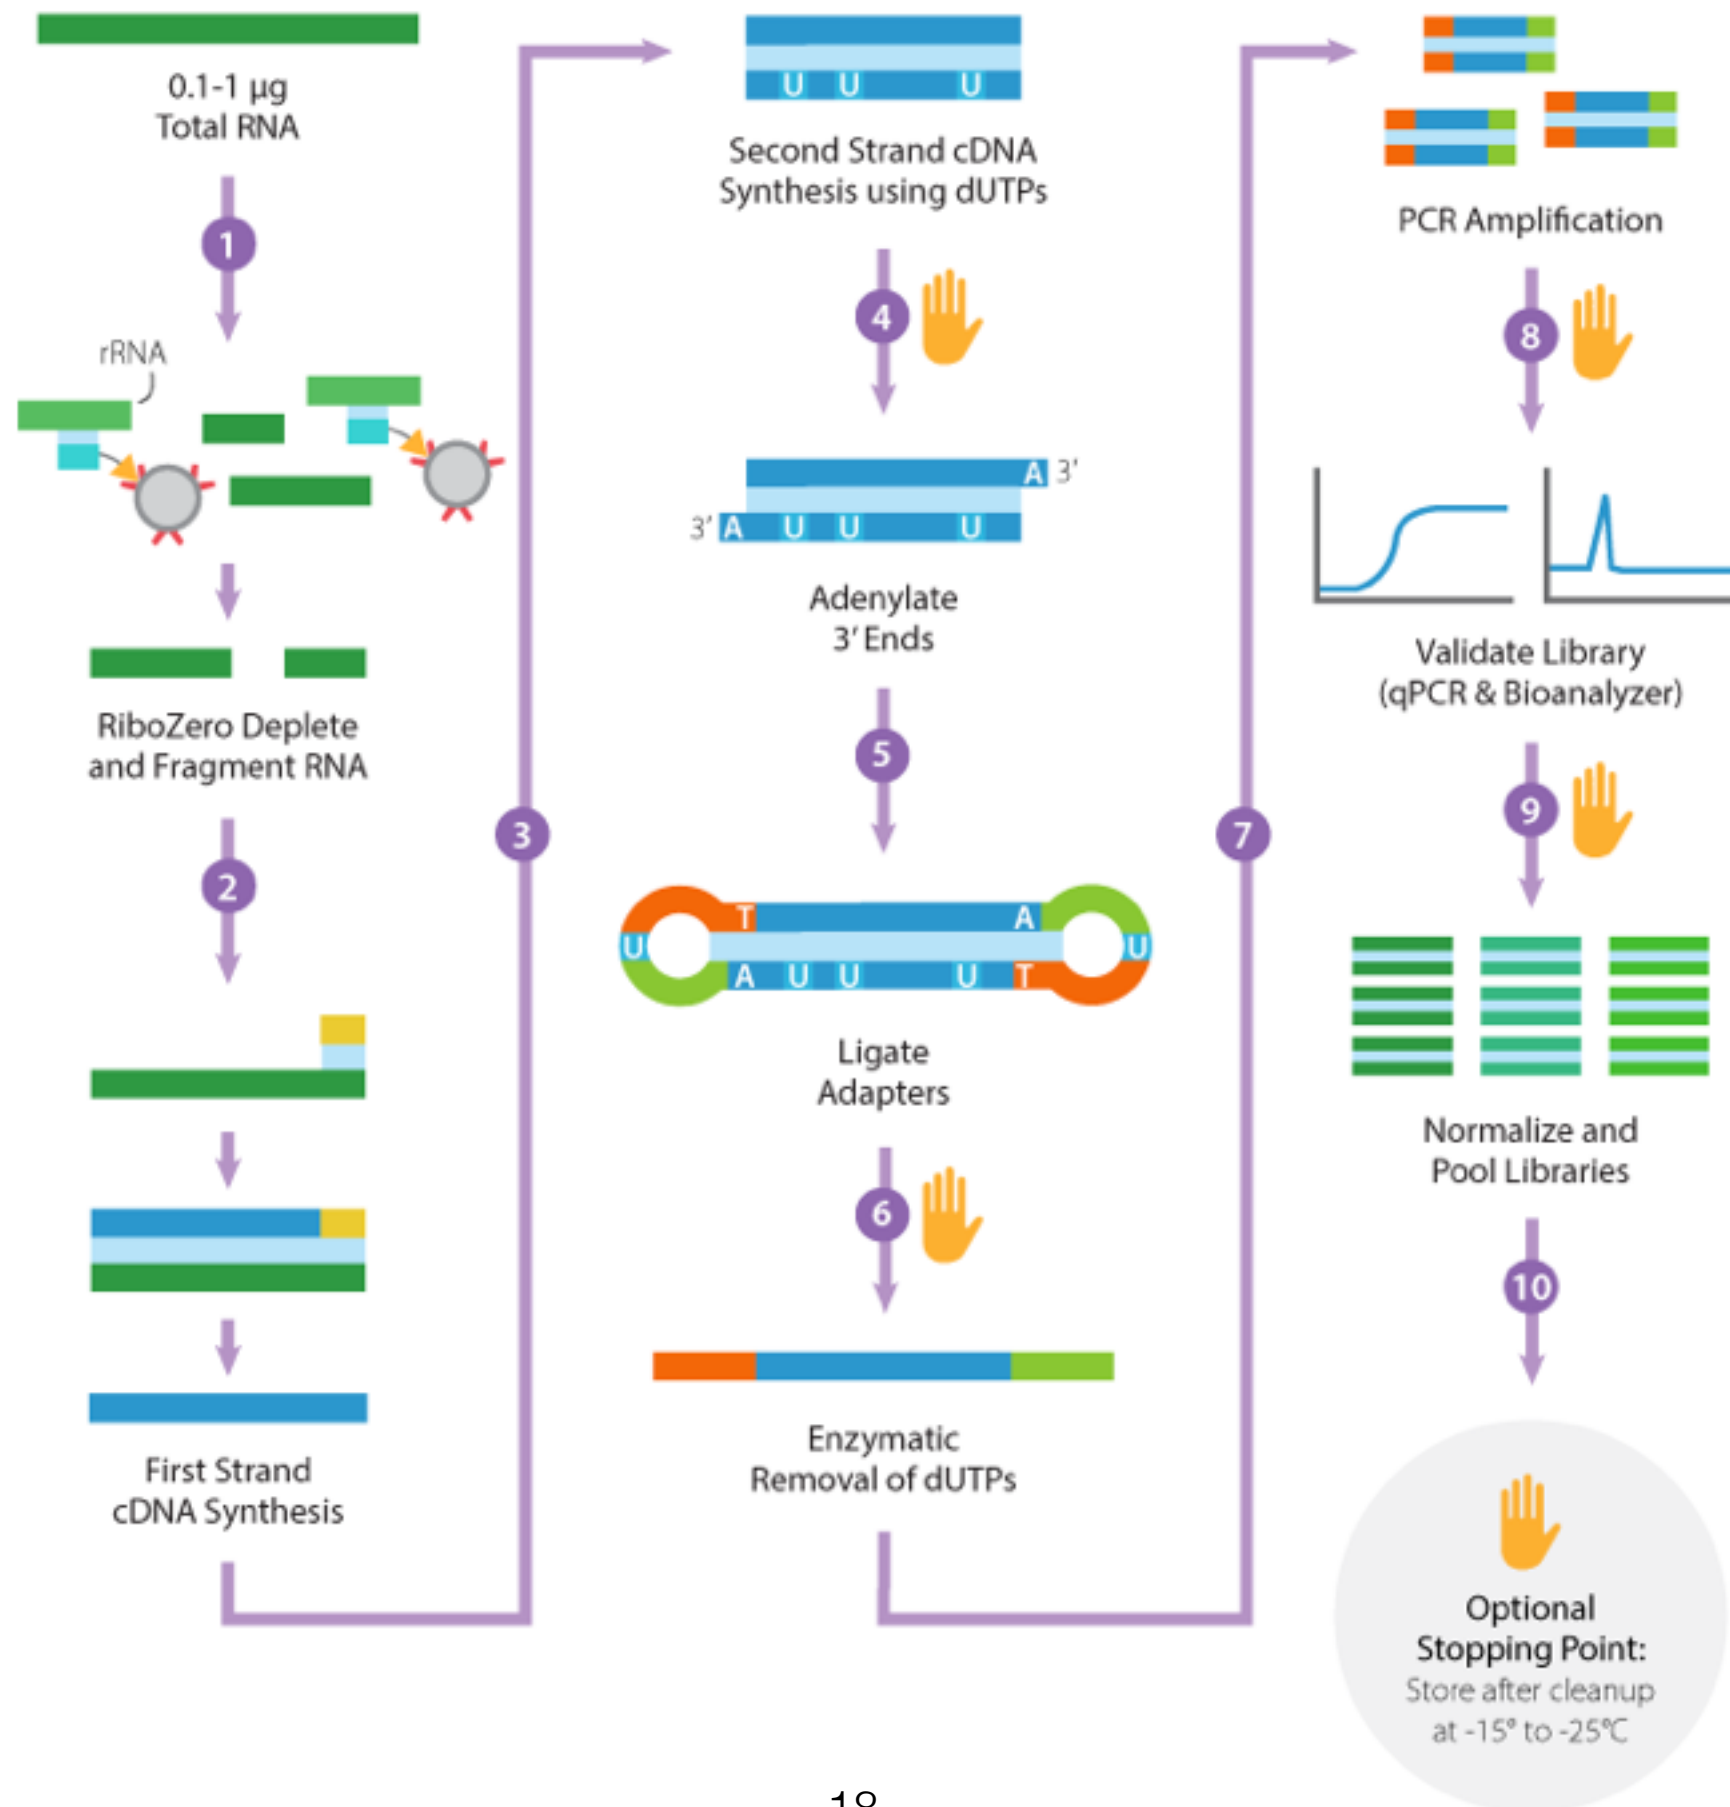 0.1-1 µg
Total RNA
1
rRNA
RiboZero Deplete
and Fragment RNA
2
First Strand
cDNA Synthesis
3
U U U
Second Strand cDNA
Synthesis using dUTPs
4
A 3’
3’ A U U U
Adenylate
3’ Ends
5
T A
U U
A U U U T
Ligate
Adapters
6
Enzymatic
Removal of dUTPs
7
PCR Amplification
8
Validate Library
(qPCR & Bioanalyzer)
9
Normalize and
Pool Libraries
10
Optional
Stopping Point:
Store after cleanup
at -15° to -25°C